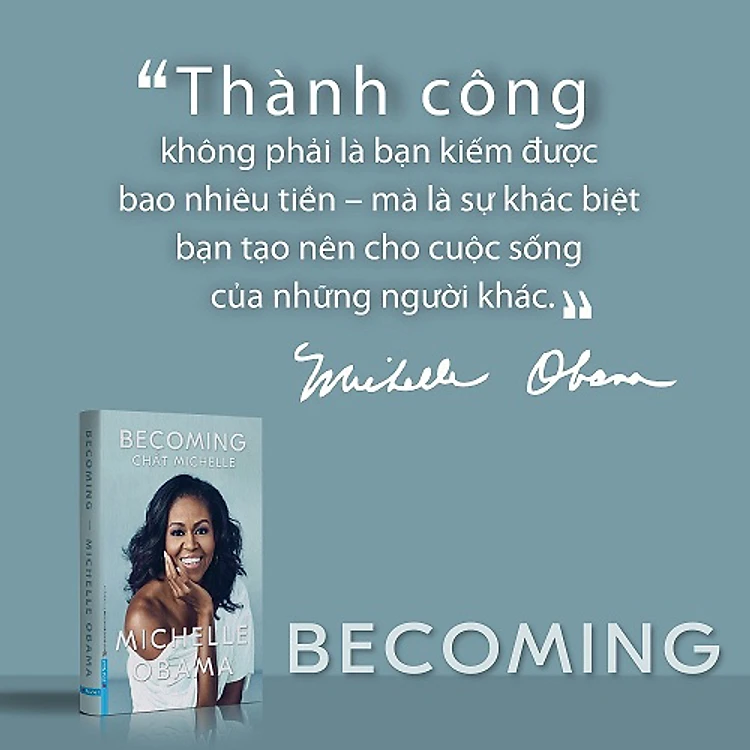 “Thành công
không phải là bạn kiếm được
bao nhiêu tiền – mà là sự khác biệt
bạn tạo nên cho cuộc sống
của những người khác.”
Michelle Obama
BECOMING
CHẤT MICHELLE
MICHELLE
OBAMA
BECOMING — MICHELLE OBAMA
BECOMING